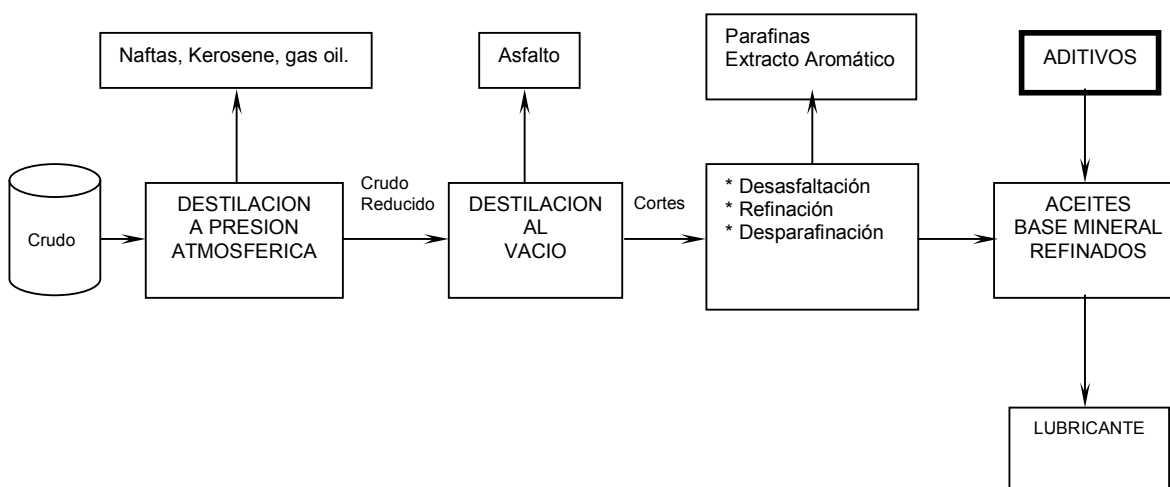 Naftas, Kerosene, gas oil.
Asfalto
Parafinas
Extracto Aromático
ADITIVOS
Crudo
DESTILACION
A PRESION
ATMOSFERICA
Crudo
Reducido
DESTILACION
AL
VACIO
Cortes
* Desasfaltación
* Refinación
* Desparafinación
ACEITES
BASE MINERAL
REFINADOS
LUBRICANTE